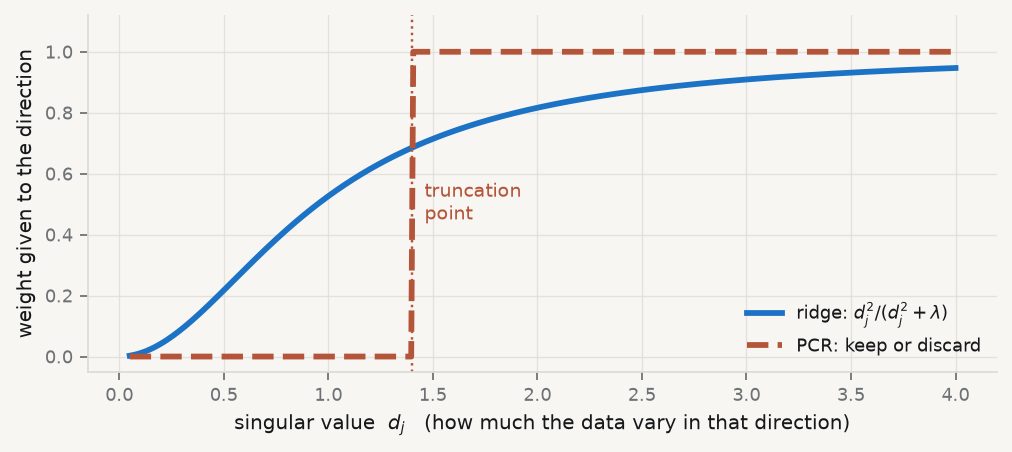 weight given to the direction
1.0
0.8
0.6
0.4
0.2
0.0
truncation
point
ridge: $d_j^2/(d_j^2 + \lambda)$
PCR: keep or discard
0.0 0.5 1.0 1.5 2.0 2.5 3.0 3.5 4.0
singular value $d_j$ (how much the data vary in that direction)